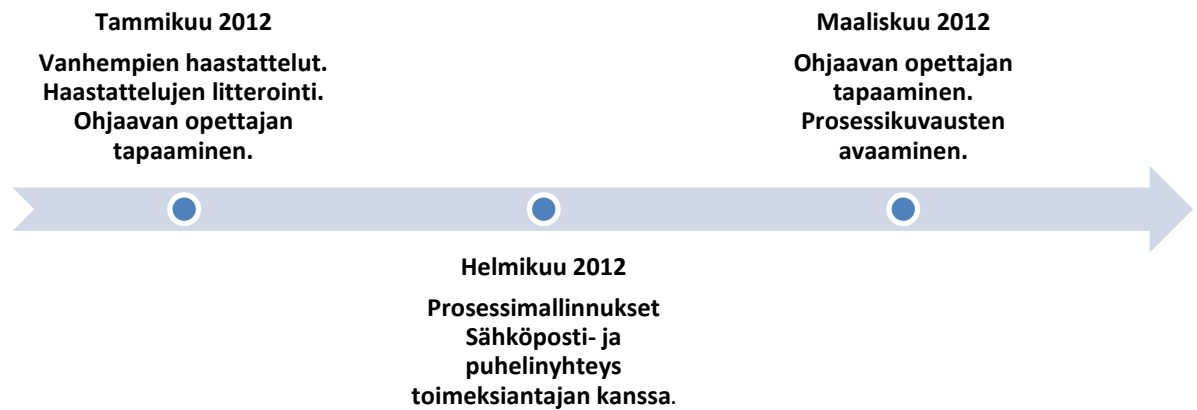 Tammikuu 2012
Vanhempien haastattelut.
Haastattelujen litterointi.
Ohjaavan opettajan
tapaaminen.
Helmikuu 2012
Prosessimallinnukset
Sähköposti- ja
puhelinyhteys
toimeksiantajan kanssa.
Maaliskuu 2012
Ohjaavan opettajan
tapaaminen.
Prosessikuvausten
avaaminen.